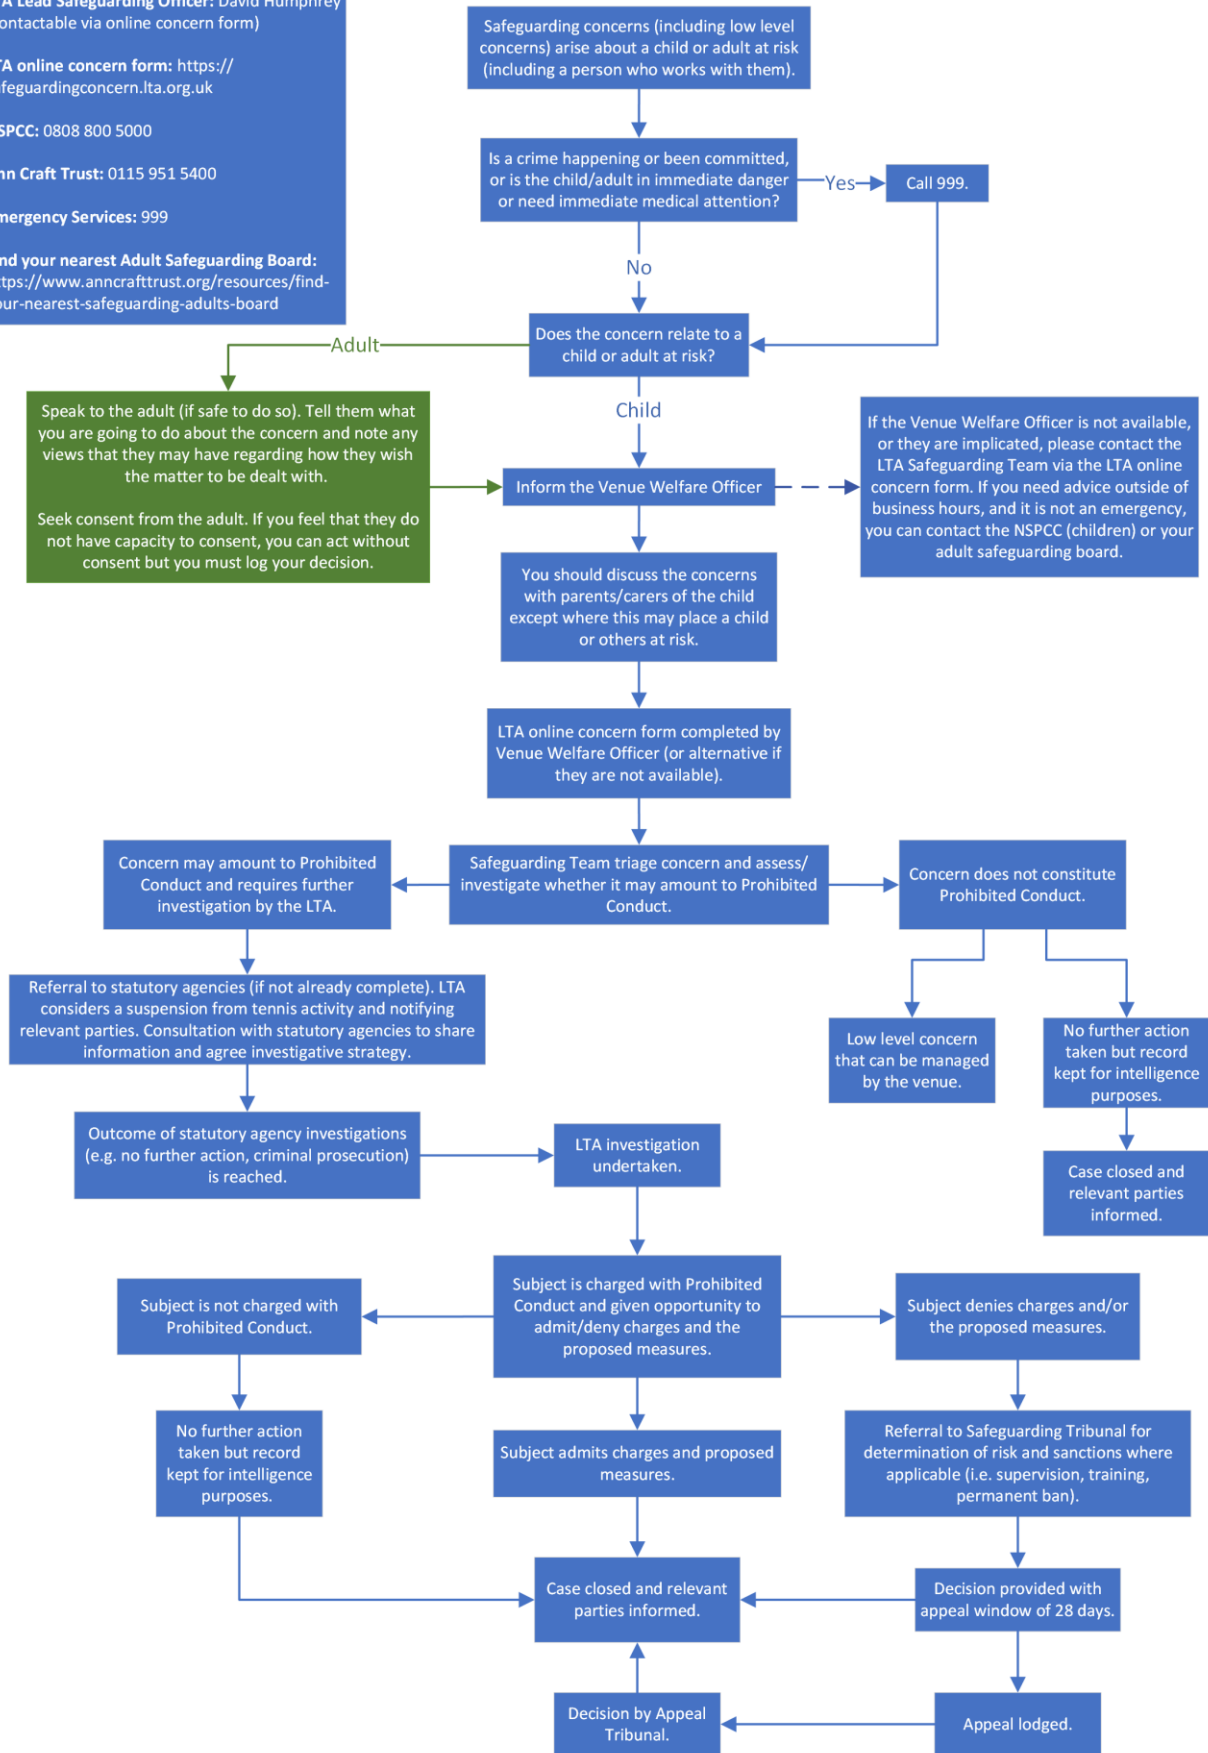 Lead Safeguarding Officer: David Humphrey
via online concern form)
online concern form: https://
lta.org.uk
0808 800 5000
Craft Trust: 0115 951 5400
Services: 999
your nearest Adult Safeguarding Board:
Safeguarding concerns (including low level
concerns) arise about a child or adult at risk
(including a person who works with them).
Is a crime happening or been committed,
or is the child/adult in immediate danger
or need immediate medical attention?
Yes
Call 999.
No
Does the concern relate to a
child or adult at risk?
Adult
Child
Speak to the adult (if safe to do so). Tell them what
you are going to do about the concern and note any
views that they may have regarding how they wish
the matter to be dealt with.
Seek consent from the adult. If you feel that they do
not have capacity to consent, you can act without
consent but you must log your decision.
Inform the Venue Welfare Officer
If the Venue Welfare Officer is not available,
or they are implicated, please contact the
LTA Safeguarding Team via the LTA online
concern form. If you need advice outside of
business hours, and it is not an emergency,
you can contact the NSPCC (children) or your
adult safeguarding board.
You should discuss the concerns
with parents/carers of the child
except where this may place a child
or others at risk.
LTA online concern form completed by
Venue Welfare Officer (or alternative if
they are not available).
Concern may amount to Prohibited
Conduct and requires further
investigation by the LTA.
Safeguarding Team triage concern and assess/
investigate whether it may amount to Prohibited
Conduct.
Concern does not constitute
Prohibited Conduct.
Referral to statutory agencies (if not already complete). LTA
considers a suspension from tennis activity and notifying
relevant parties. Consultation with statutory agencies to share
information and agree investigative strategy.
Low level concern
that can be managed
by the venue.
No further action
taken but record
kept for intelligence
purposes.
Outcome of statutory agency investigations
(e.g. no further action, criminal prosecution)
is reached.
LTA investigation
undertaken.
Case closed and
relevant parties
informed.
Subject is not charged with
Prohibited Conduct.
Subject is charged with Prohibited
Conduct and given opportunity to
admit/deny charges and the
proposed measures.
Subject denies charges and/or
the proposed measures.
No further action
taken but record
kept for intelligence
purposes.
Subject admits charges and proposed
measures.
Referral to Safeguarding Tribunal for
determination of risk and sanctions where
applicable (i.e. supervision, training,
permanent ban).
Case closed and relevant
parties informed.
Decision provided with
appeal window of 28 days.
Decision by Appeal
Tribunal.
Appeal lodged.